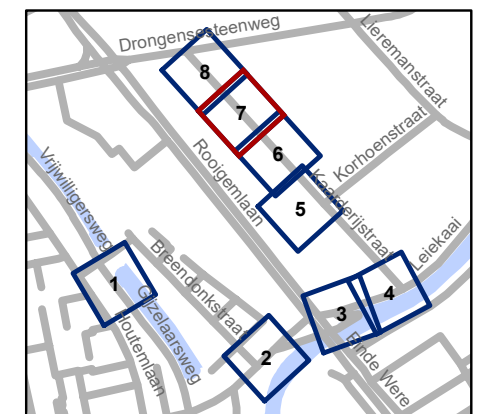 Drongensesteenweg
Lieremanstraat
8
7
6
Korhoenstraat
Rooigemlaan
5
Kaarderijstraat
Vrijwilligersweg
Leiekaai
Breendonkstraat
1
Gijzelaarsweg
4
3
Houtemlaan
2
Einde Were